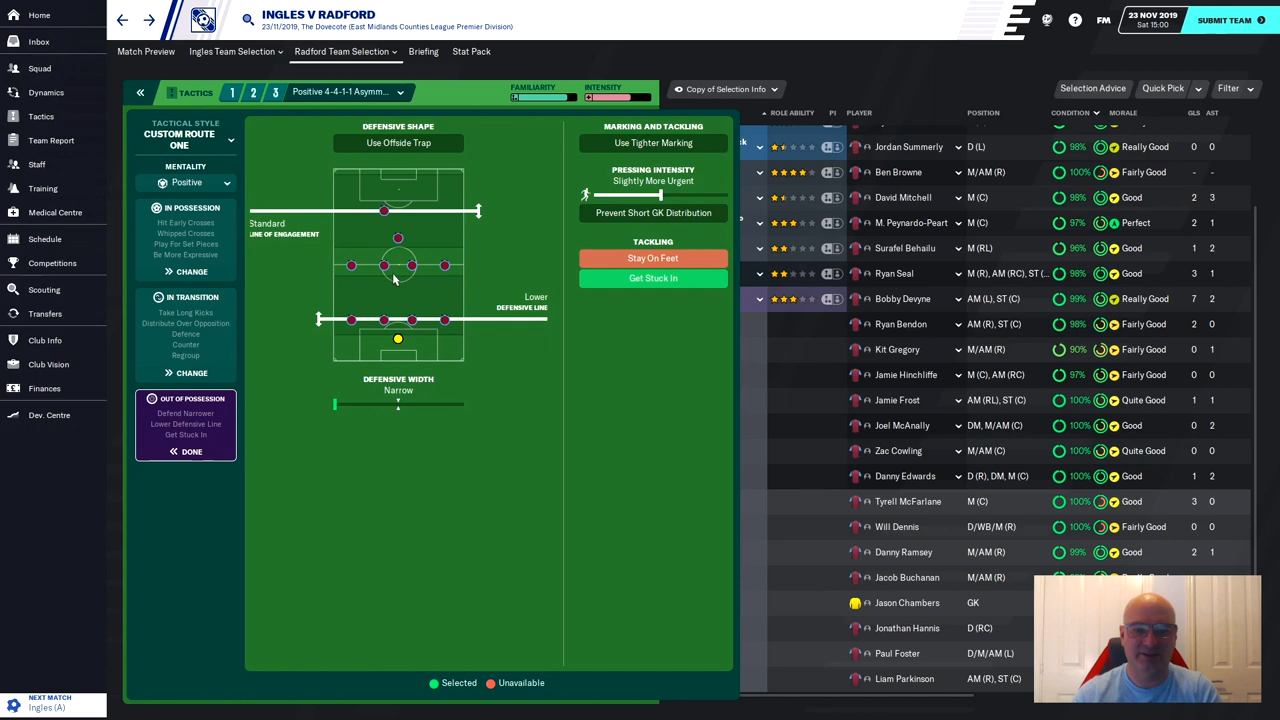 Home
Inbox
Squad
Dynamics
Tactics
Team Report
Staff
Training
Medical Centre
Schedule
Competitions
Scouting
Transfers
Club Info
Club Vision
Finances
Dev. Centre
NEXT MATCH
Ingles (A)
INGLES V RADFORD
23/11/2019, The Dovecote (East Midlands Counties League Premier Division)
FM
23 NOV 2019
Sat 15:00
SUBMIT TEAM
Match Preview
Ingles Team Selection
Radford Team Selection
Briefing
Stat Pack
TACTICS
1 2 3
Positive 4-4-1-1 Asymm...
FAMILIARITY
INTENSITY
TACTICAL STYLE
CUSTOM ROUTE
ONE
MENTALITY
Positive
IN POSSESSION
Hit Early Crosses
Whipped Crosses
Play For Set Pieces
Be More Expressive
CHANGE
IN TRANSITION
Take Long Kicks
Distribute Over Opposition
Defence
Counter
Regroup
CHANGE
OUT OF POSSESSION
Defend Narrower
Lower Defensive Line
Get Stuck In
DONE
DEFENSIVE SHAPE
Use Offside Trap
Standard
LINE OF ENGAGEMENT
Lower
DEFENSIVE LINE
DEFENSIVE WIDTH
Narrow
MARKING AND TACKLING
Use Tighter Marking
PRESSING INTENSITY
Slightly More Urgent
Prevent Short GK Distribution
TACKLING
Stay On Feet
Get Stuck In
Selected
Unavailable
Copy of Selection Info
Selection Advice
Quick Pick
Filter
ROLE ABILITY PI PLAYER POSITION CONDITION MORALE GLS AST
Jordan Summerly D (L) 98% Really Good 0 0
Ben Browne M/AM (R) 100% Fairly Good - -
David Mitchell M (C) 98% Good 2 3
M. Peynardo-Peart M (C) 97% Perfect 2 1
Surafel Behailu M (RL) 96% Good 1 2
Ryan Seal M (R), AM (RC), ST (... 99% Good 3 1
Bobby Devyne AM (L), ST (C) 99% Really Good 7 2
Ryan Bendon AM (R), ST (C) 98% Good 2 0
Kit Gregory M/AM (R) 90% Fairly Good 0 1
Jamie Hinchliffe M (C), AM (RC) 97% Fairly Good 0 0
Jamie Frost AM (RL), ST (C) 100% Quite Good 1 1
Joel McAnally DM, M/AM (C) 100% Good 0 2
Zac Cowling M/AM (C) 100% Quite Good 0 0
Danny Edwards D (R), DM, M (C) 100% Good 1 2
Tyrell McFarlane M (C) 100% Good 3 0
Will Dennis D/WB/M (R) 100% Fairly Good 0 0
Danny Ramsey M/AM (R) 99% Good 2 1
Jacob Buchanan M/AM (R)
Jason Chambers GK
Jonathan Hannis D (RC)
Paul Foster D/M/AM (L)
Liam Parkinson AM (R), ST (C)